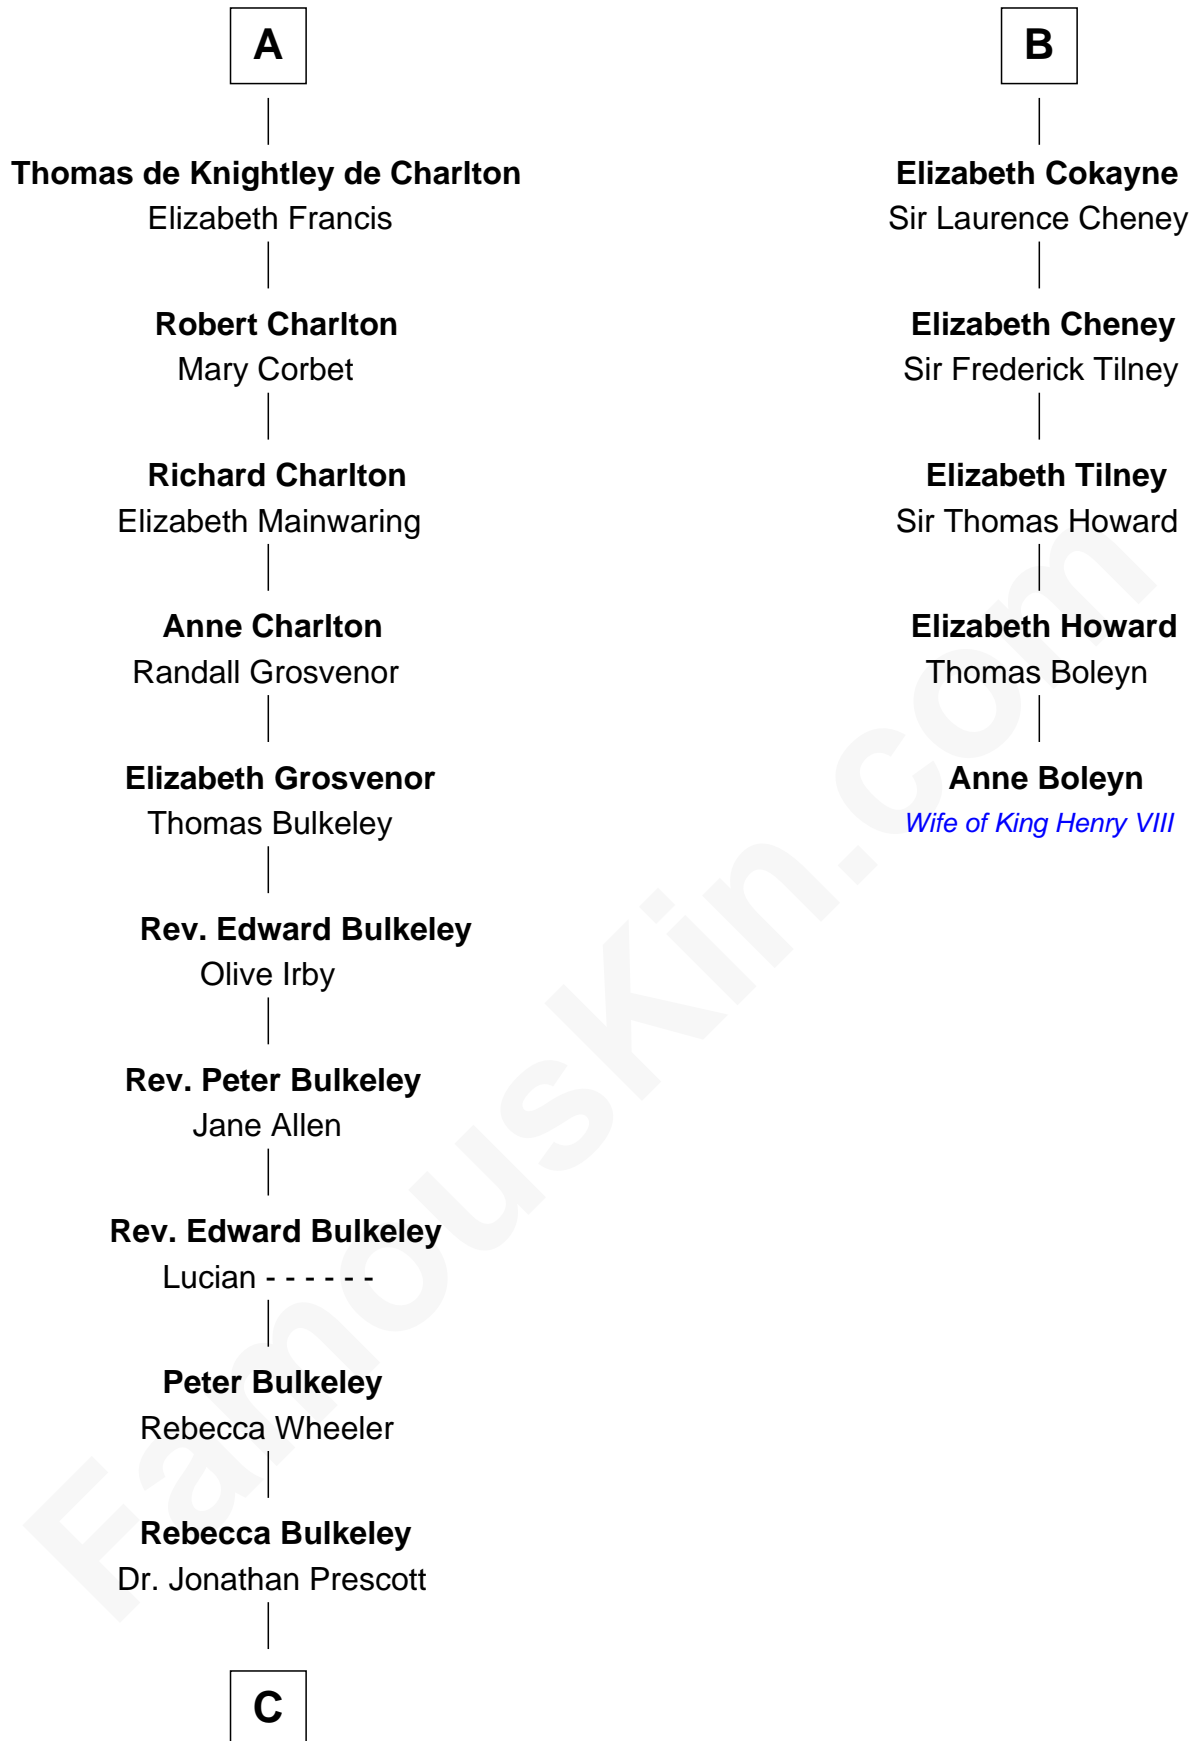 A
Thomas de Knightley de Charlton
Elizabeth Francis
Robert Charlton
Mary Corbet
Richard Charlton
Elizabeth Mainwaring
Anne Charlton
Randall Grosvenor
Elizabeth Grosvenor
Thomas Bulkeley
Rev. Edward Bulkeley
Olive Irby
Rev. Peter Bulkeley
Jane Allen
Rev. Edward Bulkeley
Lucian - - - - - -
Peter Bulkeley
Rebecca Wheeler
Rebecca Bulkeley
Dr. Jonathan Prescott
C
B
Elizabeth Cokayne
Sir Laurence Cheney
Elizabeth Cheney
Sir Frederick Tilney
Elizabeth Tilney
Sir Thomas Howard
Elizabeth Howard
Thomas Boleyn
Anne Boleyn
Wife of King Henry VIII
FamousKin.com